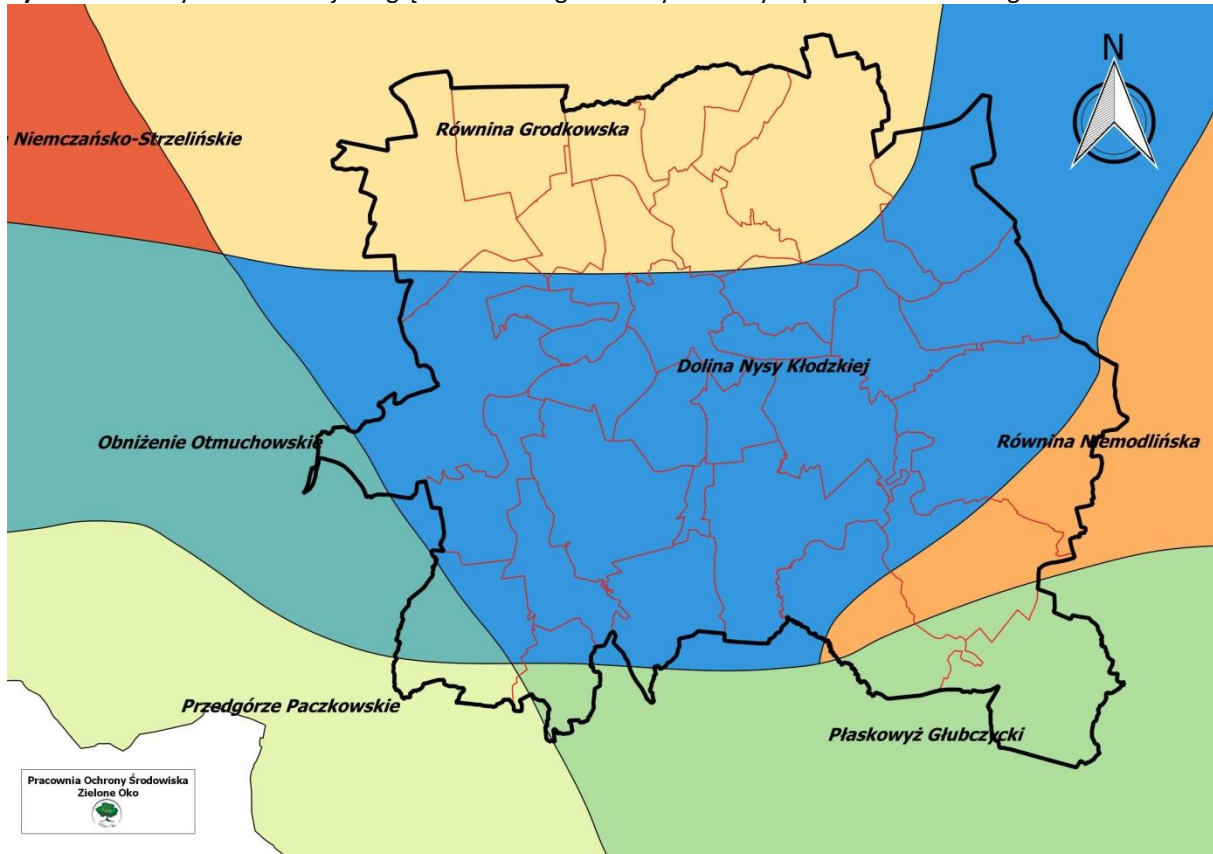 N
Równina Grodkowska
Niemczańsko-Strzelińskie
Dolina Nysy Kłodzkiej
Obniżenie Otmuchowskie
Równina Niemodlińska
Przedgórze Paczkowskie
Płaskowyż Głubczycki
Pracownia Ochrony Środowiska
Zielone Oko